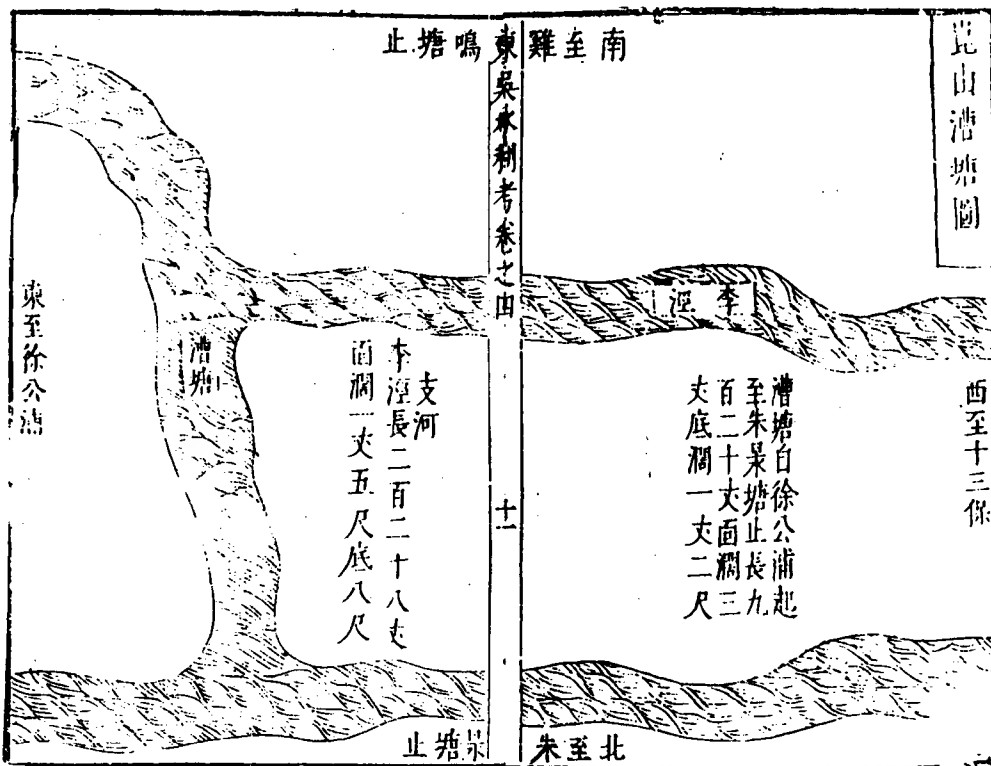 崑山漕塘圖
南至雞鳴塘止
西至十三保
李涇
漕塘自徐公浦起
至朱杲塘止長九
百二十丈面濶三
丈底濶一丈二尺
北至朱杲塘止
東吳水利考卷之四
十一
支河
李涇長二百二十八丈
面濶一丈五尺底八尺
漕塘
東至徐公浦